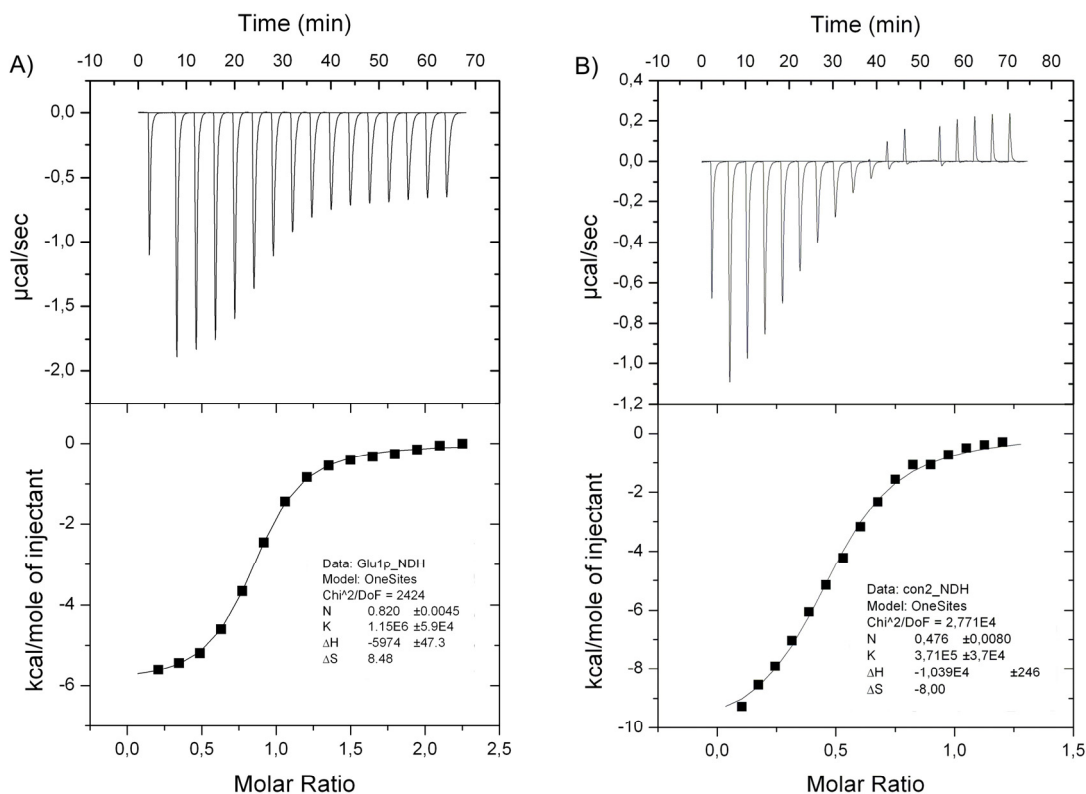 Time (min)
-10 0 10 20 30 40 50 60 70
A)
0,0
-0,5
-1,0
-1,5
-2,0
µcal/sec
0
-2
-4
-6
kcal/mole of injectant
Data: Glu1p_NDH
Model: OneSites
Chi^2/DoF = 2424
N 0.820 ±0.0045
K 1.15E6 ±5.9E4
ΔH -5974 ±47.3
ΔS 8.48
0,0 0,5 1,0 1,5 2,0 2,5
Molar Ratio
Time (min)
-10 0 10 20 30 40 50 60 70 80
B)
0,4
0,2
0,0
-0,2
-0,4
-0,6
-0,8
-1,0
-1,2
µcal/sec
0
-2
-4
-6
-8
-10
kcal/mole of injectant
Data: con2_NDH
Model: OneSites
Chi^2/DoF = 2,771E4
N 0,476 ±0,0080
K 3,71E5 ±3,7E4
ΔH -1,039E4 ±246
ΔS -8,00
0,0 0,5 1,0 1,5
Molar Ratio